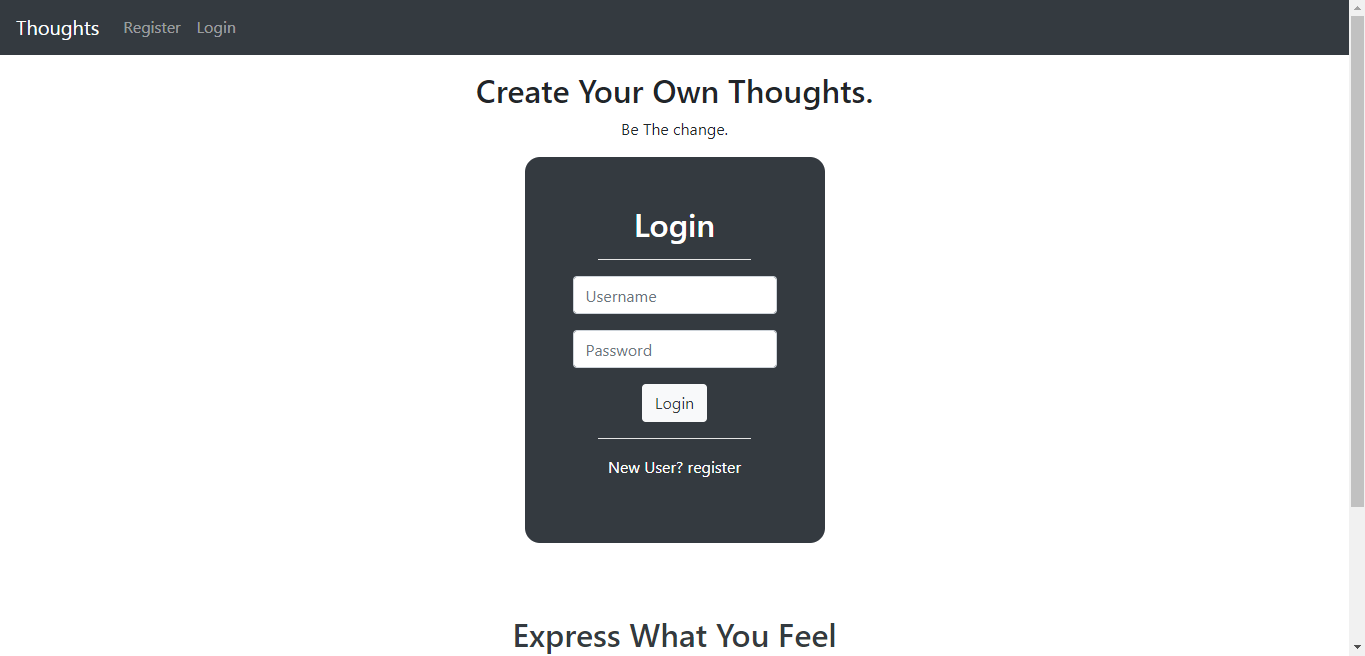 Thoughts Register Login
Create Your Own Thoughts.
Be The change.
Login
Username
Password
Login
New User? register
Express What You Feel